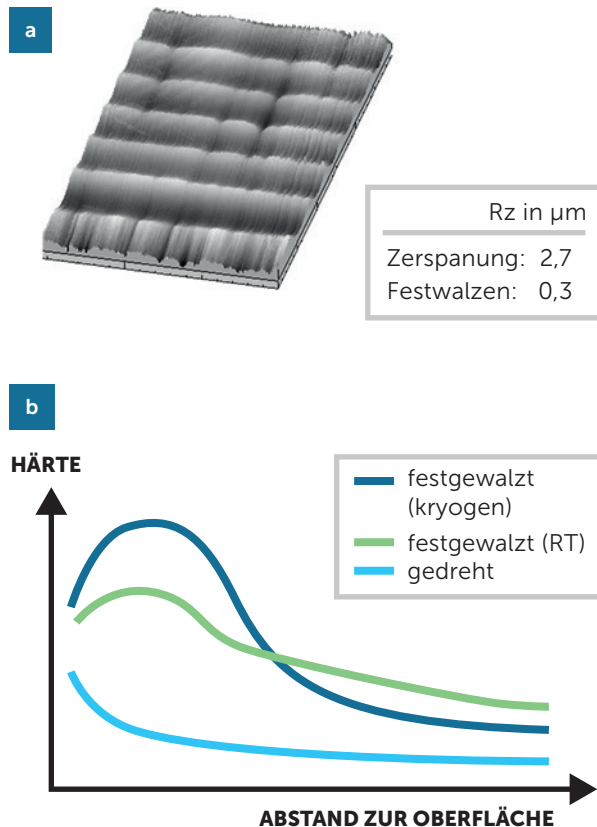 a
Rz in µm
Zerspanung: 2,7
Festwalzen: 0,3
b
HÄRTE
festgewalzt
(kryogen)
festgewalzt (RT)
gedreht
ABSTAND ZUR OBERFLÄCHE